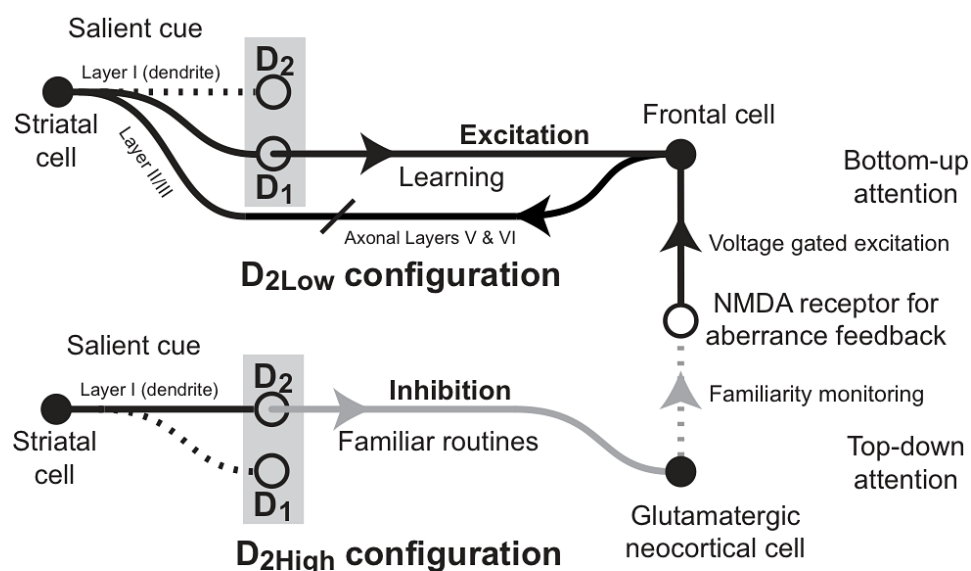 Salient cue
Layer I (dendrite)
D2
Striatal
cell
Layer II/III
D1
Excitation
Learning
Axonal Layers V & VI
Frontal cell
Bottom-up
attention
Voltage gated excitation
D2Low configuration
NMDA receptor for
aberrance feedback
Salient cue
Layer I (dendrite)
D2
Striatal
cell
D1
Inhibition
Familiar routines
Familiarity monitoring
Top-down
attention
Glutamatergic
neocortical cell
D2High configuration